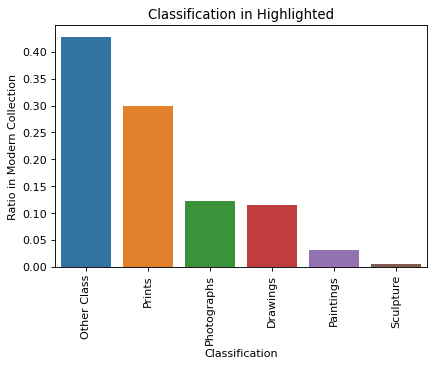 Classification in Highlighted
Ratio in Modern Collection
0.40
0.35
0.30
0.25
0.20
0.15
0.10
0.05
0.00
Other Class
Prints
Photographs
Drawings
Paintings
Sculpture
Classification